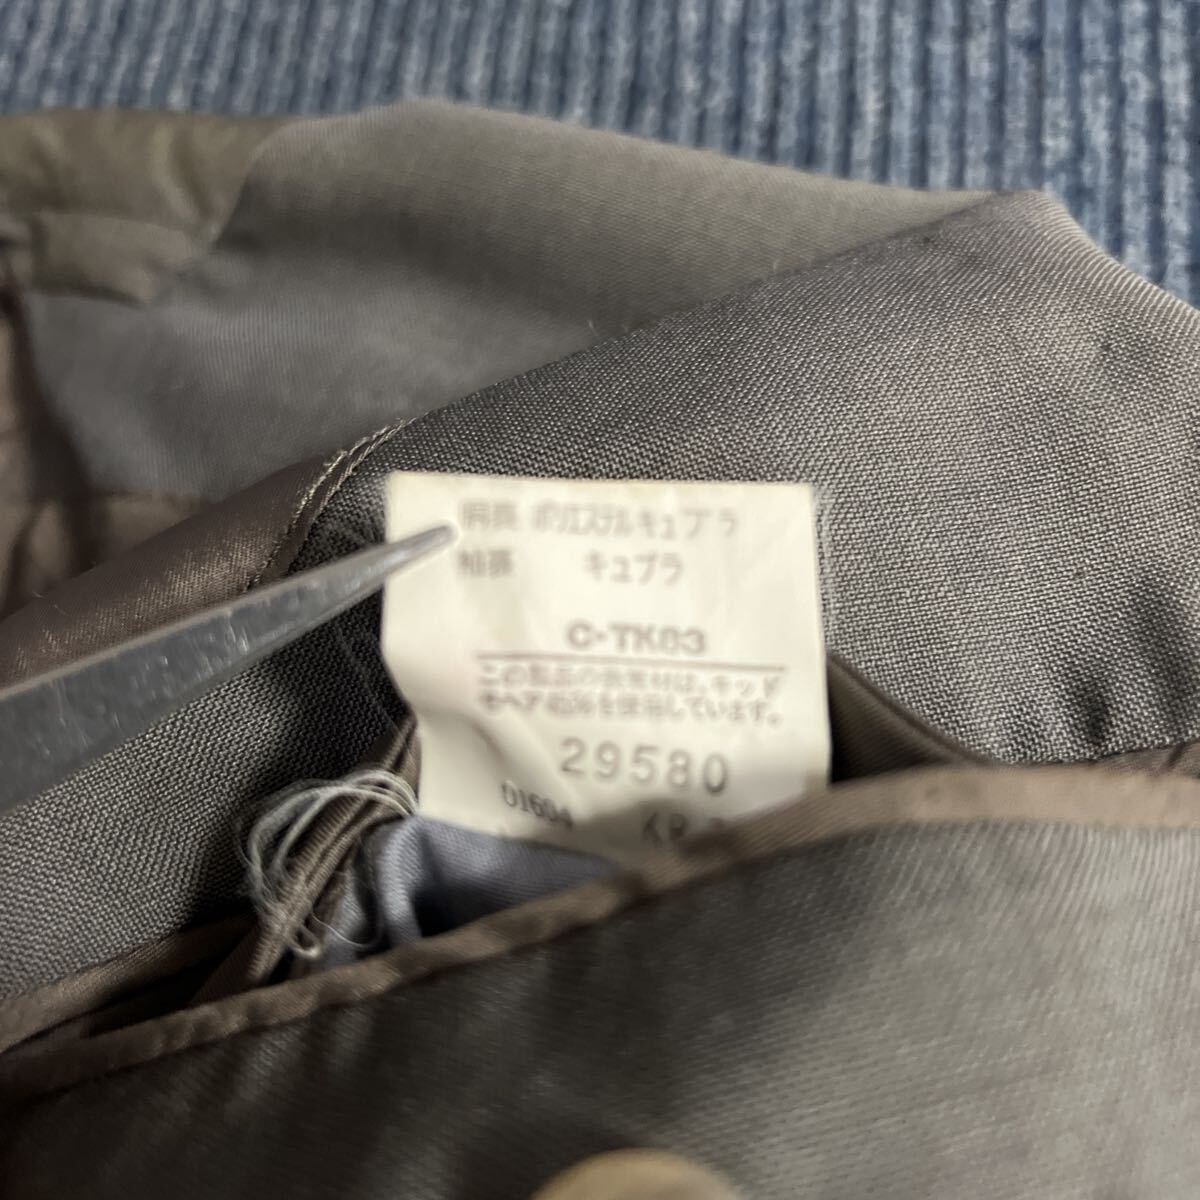 胴裏 ポリエステルキュプラ
袖裏 キュプラ
C-TK83
この製品の表素材は、キッド
モヘア40%を使用しています。
29580
01604 KR